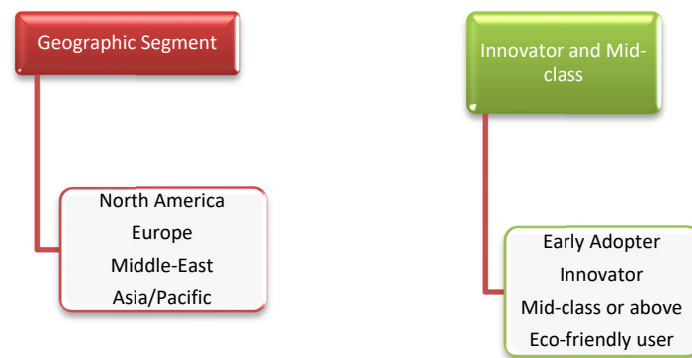 Geographic Segment
North America
Europe
Middle-East
Asia/Pacific
Innovator and Mid-
class
Early Adopter
Innovator
Mid-class or above
Eco-friendly user